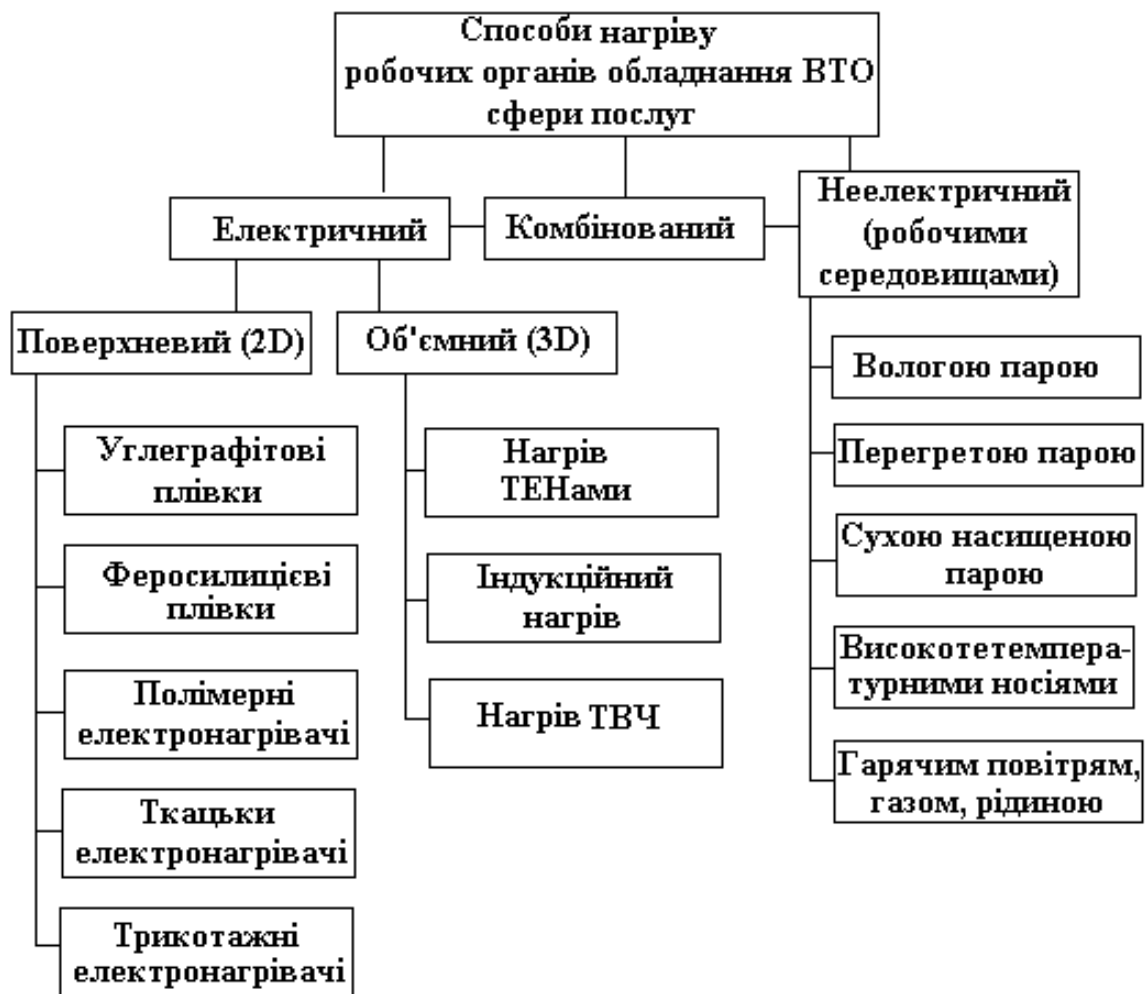 Способи нагріву
робочих органів обладнання ВТО
сфери послуг
Електричний
Комбінований
Неелектричний
(робочими
середовищами)
Поверхневий (2D)
Об'ємний (3D)
Углеграфітові
плівки
Феросилицієві
плівки
Полімерні
електронагрівачі
Ткацьки
електронагрівачі
Трикотажні
електронагрівачі
Нагрів
ТЕНами
Індукційний
нагрів
Нагрів ТВЧ
Вологою парою
Перегретою парою
Сухою насищеною
парою
Високотетемпера-
турними носіями
Гарячим повітрям,
газом, рідиною